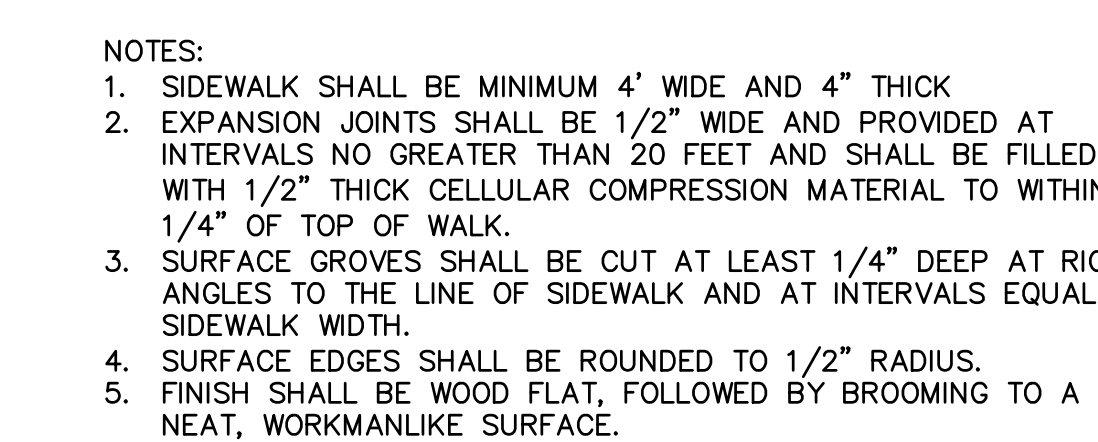 NOTES:
1. SIDEWALK SHALL BE MINIMUM 4' WIDE AND 4" THICK
2. EXPANSION JOINTS SHALL BE 1/2" WIDE AND PROVIDED AT
INTERVALS NO GREATER THAN 20 FEET AND SHALL BE FILLED
WITH 1/2" THICK CELLULAR COMPRESSION MATERIAL TO WITHIN
1/4" OF TOP OF WALK.
3. SURFACE GROVES SHALL BE CUT AT LEAST 1/4" DEEP AT
ANGLES TO THE LINE OF SIDEWALK AND AT INTERVALS EQUAL
SIDEWALK WIDTH.
4. SURFACE EDGES SHALL BE ROUNDED TO 1/2" RADIUS.
5. FINISH SHALL BE WOOD FLAT, FOLLOWED BY BROOMING TO A
NEAT, WORKMANLIKE SURFACE.